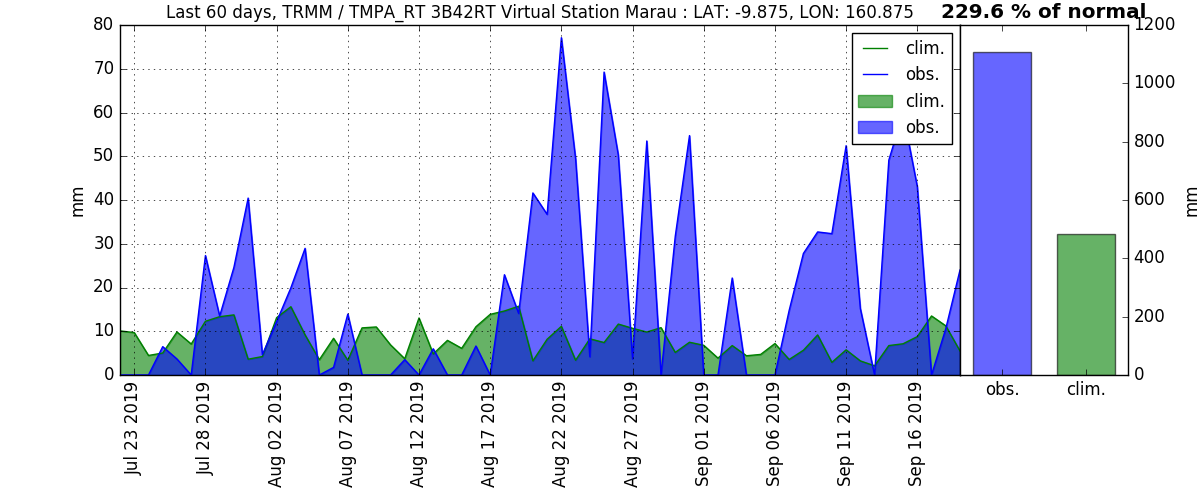 Last 60 days, TRMM / TMPA_RT 3B42RT Virtual Station Marau : LAT: -9.875, LON: 160.875
229.6 % of normal
80
70
60
50
40
30
20
10
0
mm
clim.
obs.
clim.
obs.
1200
1000
800
600
400
200
0
mm
Jul 23 2019
Jul 28 2019
Aug 02 2019
Aug 07 2019
Aug 12 2019
Aug 17 2019
Aug 22 2019
Aug 27 2019
Sep 01 2019
Sep 06 2019
Sep 11 2019
Sep 16 2019
obs.
clim.